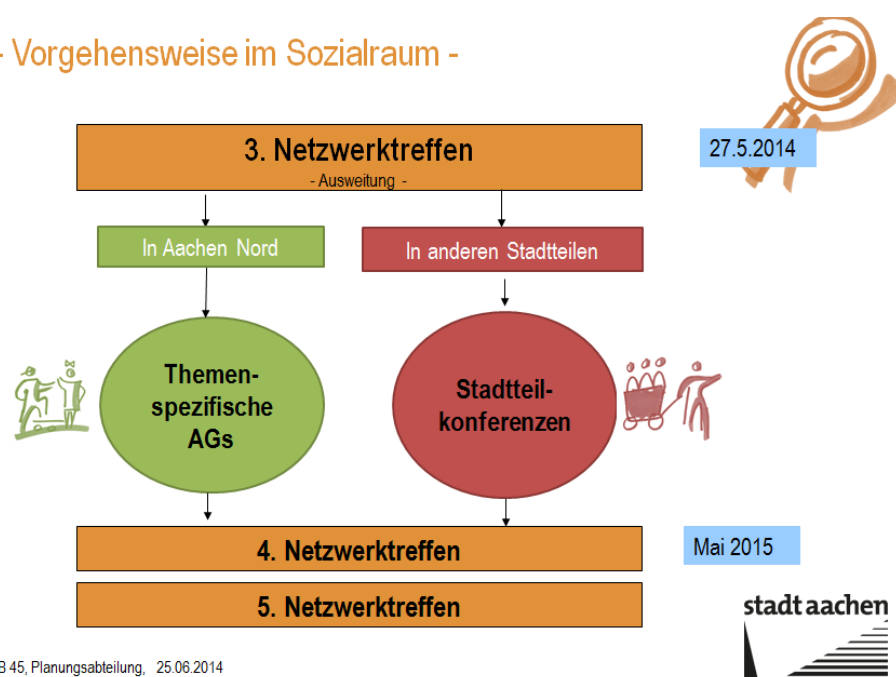 - Vorgehensweise im Sozialraum -
3. Netzwerktreffen
- Ausweitung -
27.5.2014
In Aachen Nord
In anderen Stadtteilen
Themen-
spezifische
AGs
Stadtteil-
konferenzen
4. Netzwerktreffen
Mai 2015
5. Netzwerktreffen
stadt aachen
B 45, Planungsabteilung, 25.06.2014